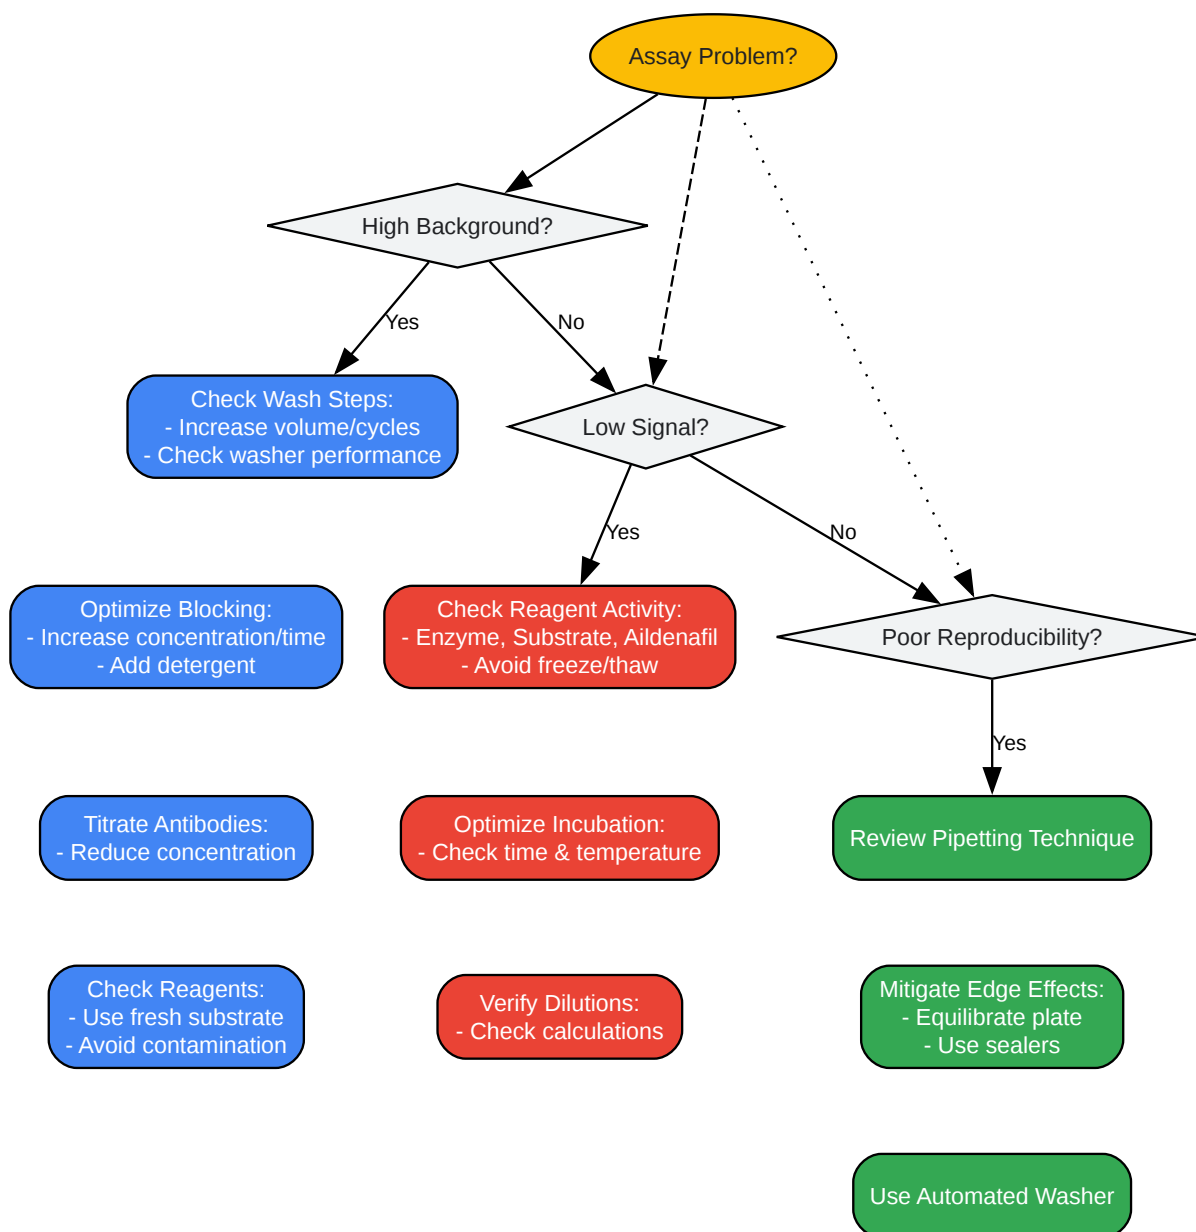 Assay Problem?
High Background?
Yes
No
Check Wash Steps:
- Increase volume/cycles
- Check washer performance
Low Signal?
Yes
No
Optimize Blocking:
- Increase concentration/time
- Add detergent
Check Reagent Activity:
- Enzyme, Substrate, Aildenafil
- Avoid freeze/thaw
Poor Reproducibility?
Yes
Titrate Antibodies:
- Reduce concentration
Optimize Incubation:
- Check time & temperature
Review Pipetting Technique
Check Reagents:
- Use fresh substrate
- Avoid contamination
Verify Dilutions:
- Check calculations
Mitigate Edge Effects:
- Equilibrate plate
- Use sealers
Use Automated Washer